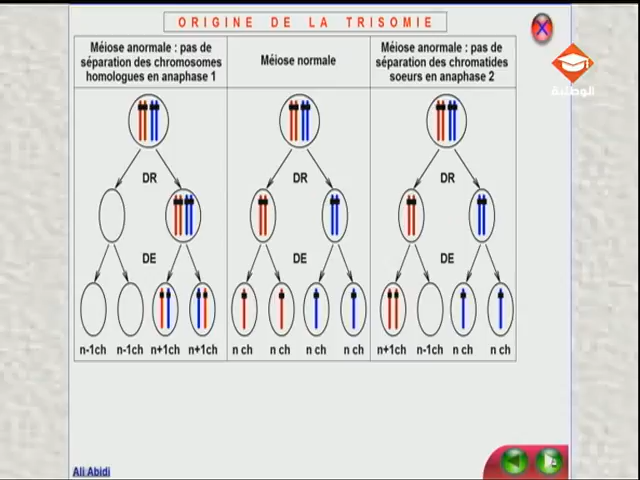 ORIGINE DE LA TRISOMIE
Méiose anormale : pas de
séparation des chromosomes
homologues en anaphase 1
Méiose normale
Méiose anormale : pas de
séparation des chromatides
soeurs en anaphase 2
DR
DR
DR
DE
DE
DE
n-1ch n-1ch n+1ch n+1ch
n ch n ch n ch n ch
n+1ch n-1ch n ch n ch
X
الوطنية
Ali Abidi